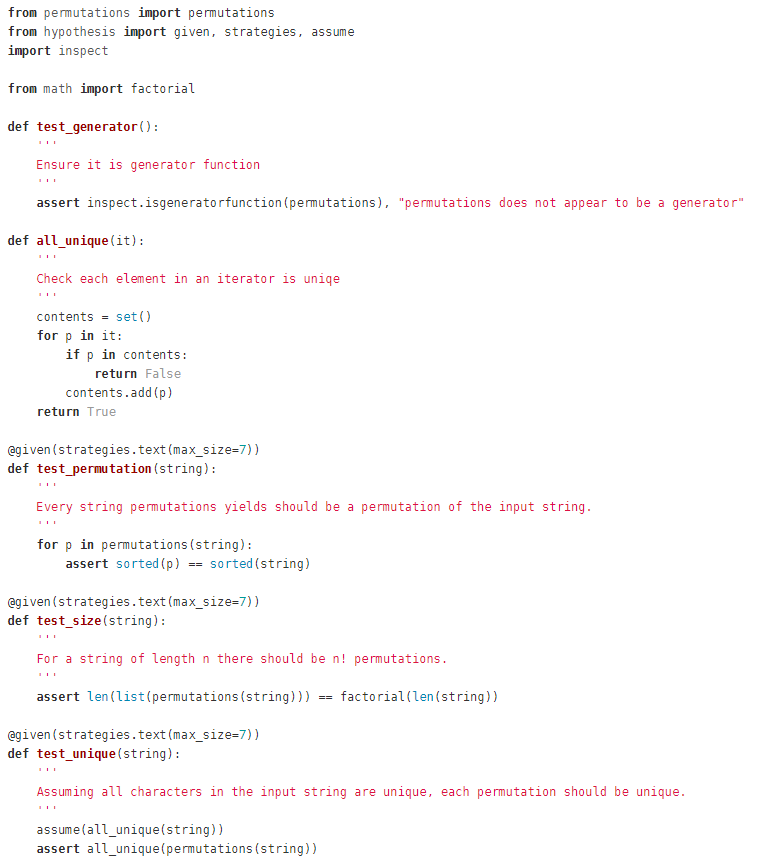 from permutations import permutations
from hypothesis import given, strategies, assume
import inspect

from math import factorial

def test_generator():
    '''
    Ensure it is generator function
    '''
    assert inspect.isgeneratorfunction(permutations), "permutations does not appear to be a generator"

def all_unique(it):
    '''
    Check each element in an iterator is uniqe
    '''
    contents = set()
    for p in it:
        if p in contents:
            return False
        contents.add(p)
    return True

@given(strategies.text(max_size=7))
def test_permutation(string):
    '''
    Every string permutations yields should be a permutation of the input string.
    '''
    for p in permutations(string):
        assert sorted(p) == sorted(string)

@given(strategies.text(max_size=7))
def test_size(string):
    '''
    For a string of length n there should be n! permutations.
    '''
    assert len(list(permutations(string))) == factorial(len(string))

@given(strategies.text(max_size=7))
def test_unique(string):
    '''
    Assuming all characters in the input string are unique, each permutation should be unique.
    '''
    assume(all_unique(string))
    assert all_unique(permutations(string))